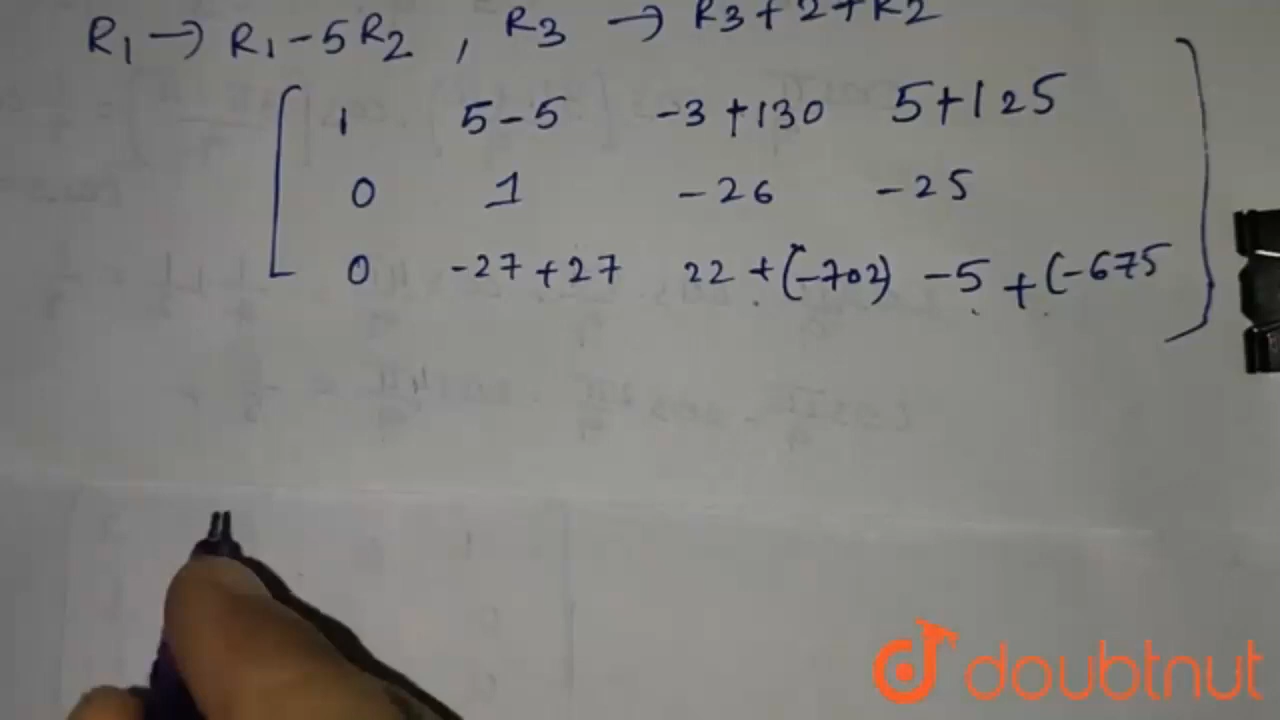 R1 → R1 - 5R2 , R3 → R3 + 27R2
1 5-5 -3+130 5+125
0 1 -26 -25
0 -27+27 22+(-702) -5+(-675
doubtnut